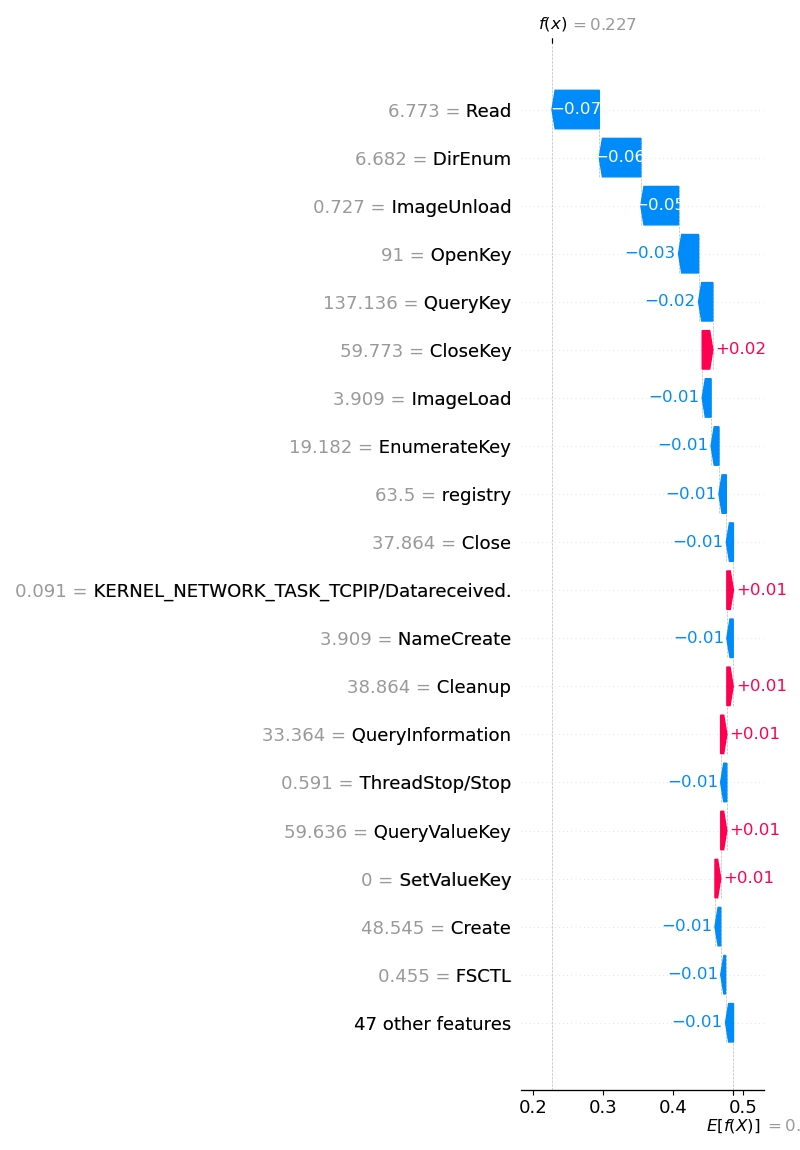 f(x) = 0.227
6.773 = Read −0.07
6.682 = DirEnum −0.06
0.727 = ImageUnload −0.05
91 = OpenKey −0.03
137.136 = QueryKey −0.02
59.773 = CloseKey +0.02
3.909 = ImageLoad −0.01
19.182 = EnumerateKey −0.01
63.5 = registry −0.01
37.864 = Close −0.01
0.091 = KERNEL_NETWORK_TASK_TCPIP/Datareceived. +0.01
3.909 = NameCreate −0.01
38.864 = Cleanup +0.01
33.364 = QueryInformation +0.01
0.591 = ThreadStop/Stop −0.01
59.636 = QueryValueKey +0.01
0 = SetValueKey +0.01
48.545 = Create −0.01
0.455 = FSCTL −0.01
47 other features −0.01
0.2 0.3 0.4 0.5
E[f(X)] = 0.